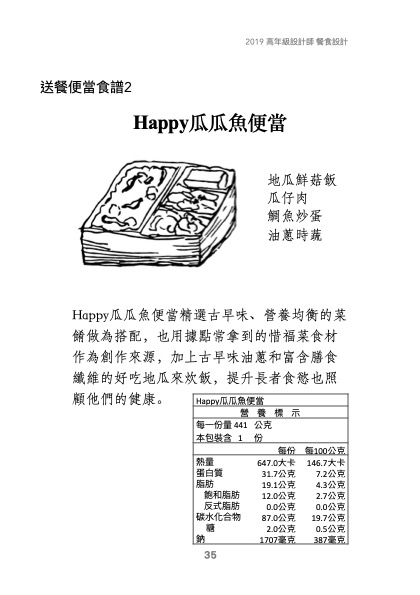 2019 高年級設計師 餐食設計
送餐便當食譜2
Happy瓜瓜魚便當
地瓜鮮菇飯
瓜仔肉
鯛魚炒蛋
油蔥時蔬
Happy瓜瓜魚便當精選古早味、營養均衡的菜
餚做為搭配，也用據點常拿到的惜福菜食材
作為創作來源，加上古早味油蔥和富含膳食
纖維的好吃地瓜來炊飯，提升長者食慾也照
顧他們的健康。
Happy瓜瓜魚便當
營 養 標 示
每一份量 441 公克
本包裝含 1 份
每份 每100公克
熱量 647.0大卡 146.7大卡
蛋白質 31.7公克 7.2公克
脂肪 19.1公克 4.3公克
飽和脂肪 12.0公克 2.7公克
反式脂肪 0.0公克 0.0公克
碳水化合物 87.0公克 19.7公克
糖 2.0公克 0.5公克
鈉 1707毫克 387毫克
35